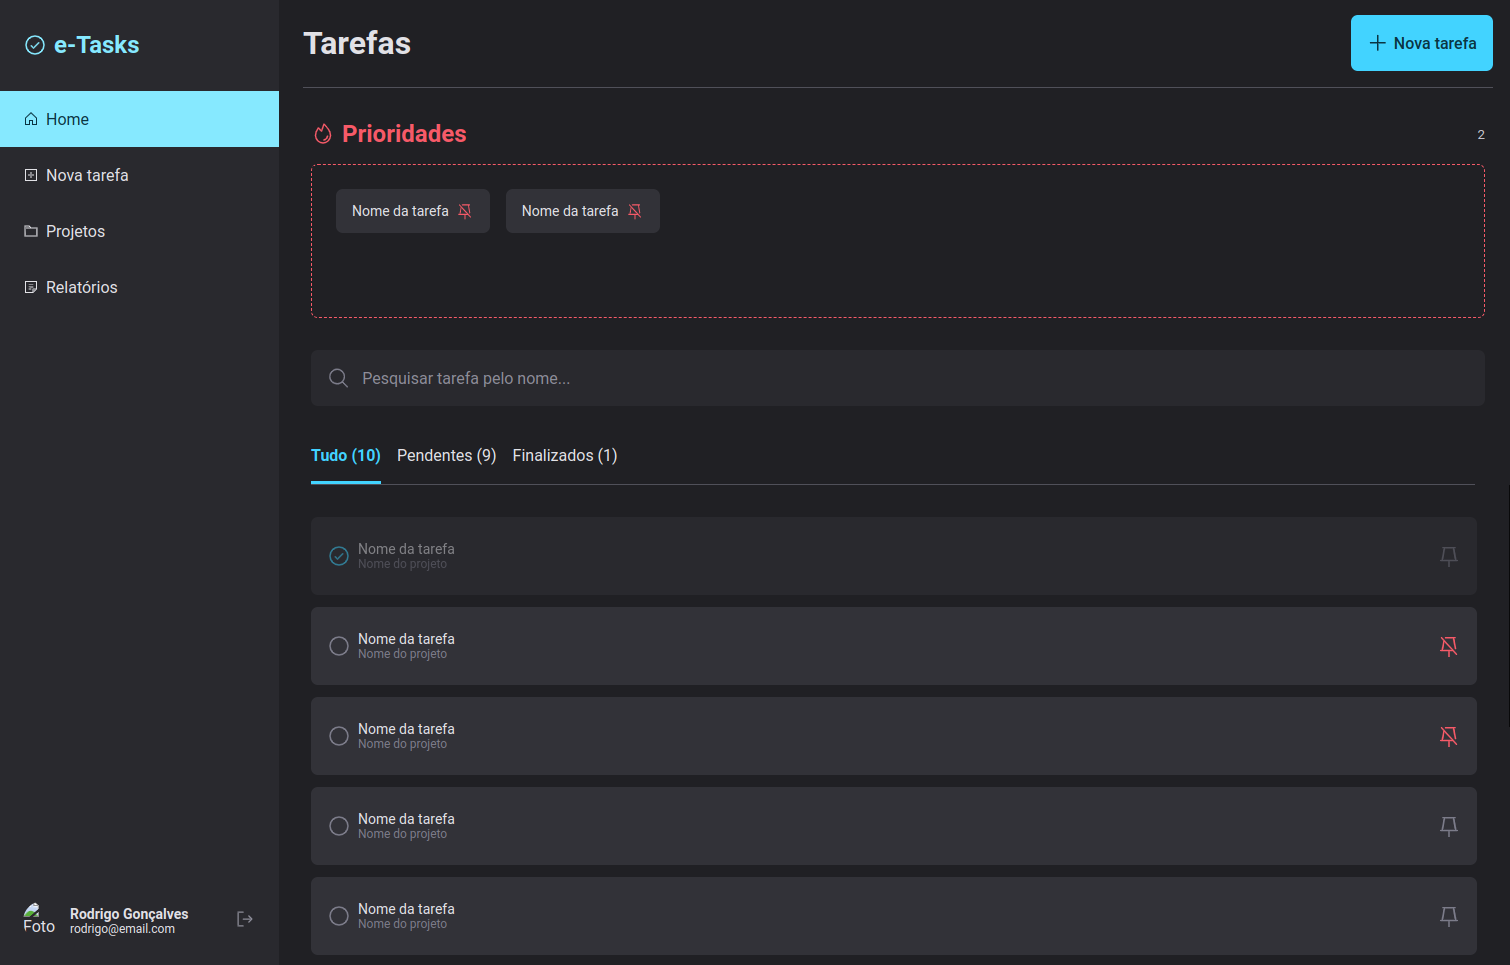 e-Tasks
Home
Nova tarefa
Projetos
Relatórios
Foto
Rodrigo Gonçalves
rodrigo@email.com
Tarefas
Nova tarefa
Prioridades
2
Nome da tarefa
Nome da tarefa
Pesquisar tarefa pelo nome...
Tudo (10) Pendentes (9) Finalizados (1)
Nome da tarefa
Nome do projeto
Nome da tarefa
Nome do projeto
Nome da tarefa
Nome do projeto
Nome da tarefa
Nome do projeto
Nome da tarefa
Nome do projeto